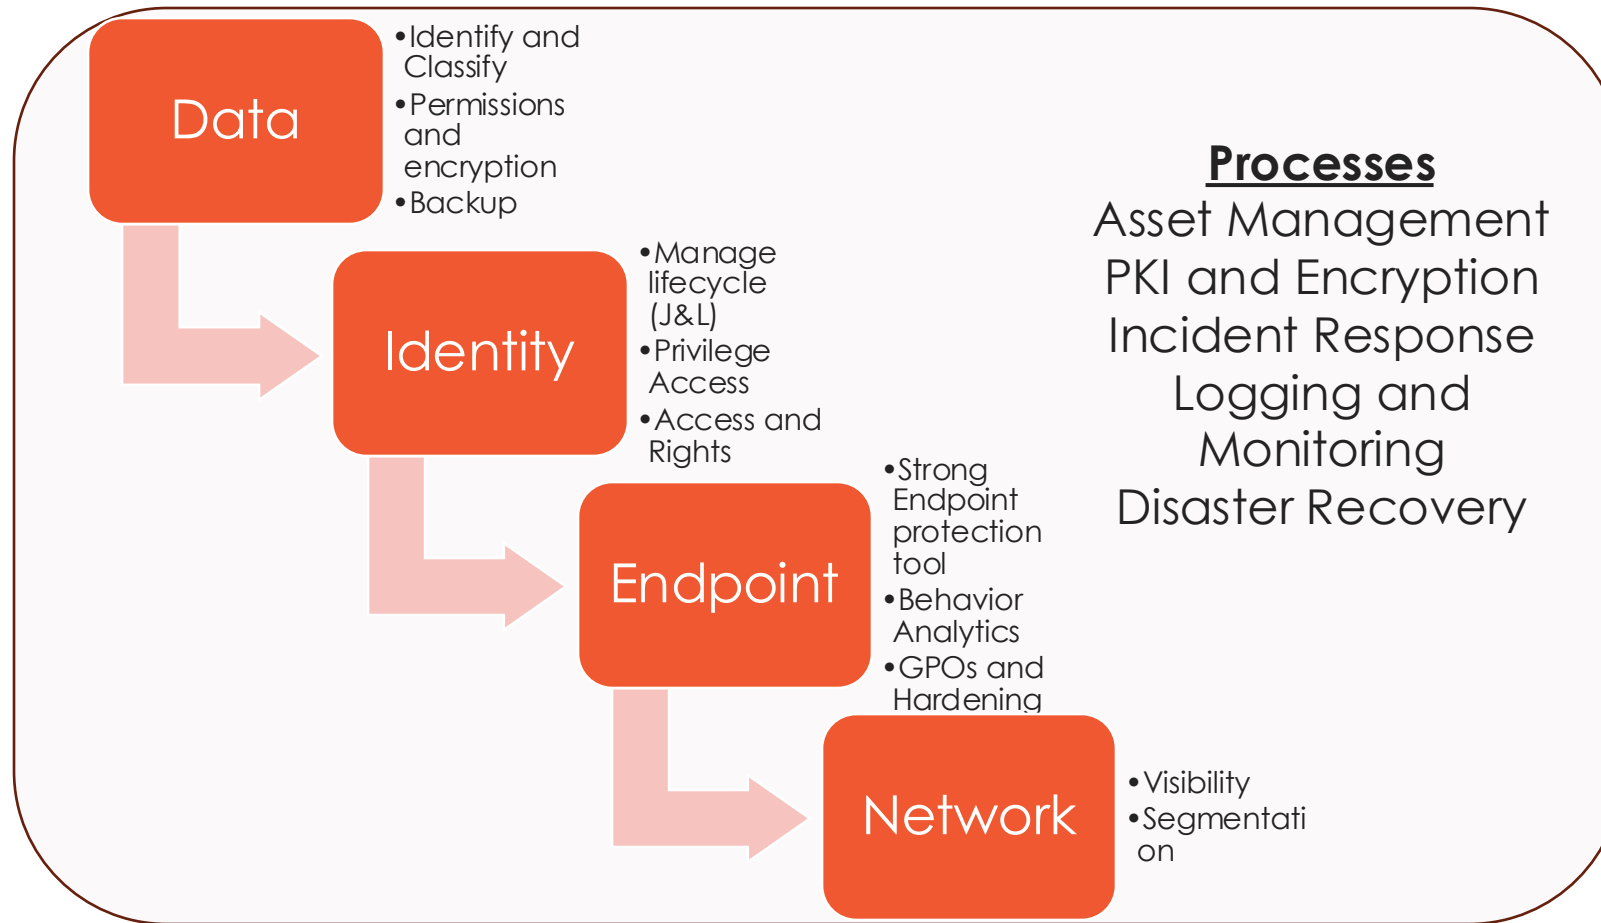 Data
•Identify and
Classify
•Permissions
and
encryption
•Backup
Identity
•Manage
lifecycle
(J&L)
•Privilege
Access
•Access and
Rights
Endpoint
•Strong
Endpoint
protection
tool
•Behavior
Analytics
•GPOs and
Hardening
Network
•Visibility
•Segmentati
on
Processes
Asset Management
PKI and Encryption
Incident Response
Logging and
Monitoring
Disaster Recovery